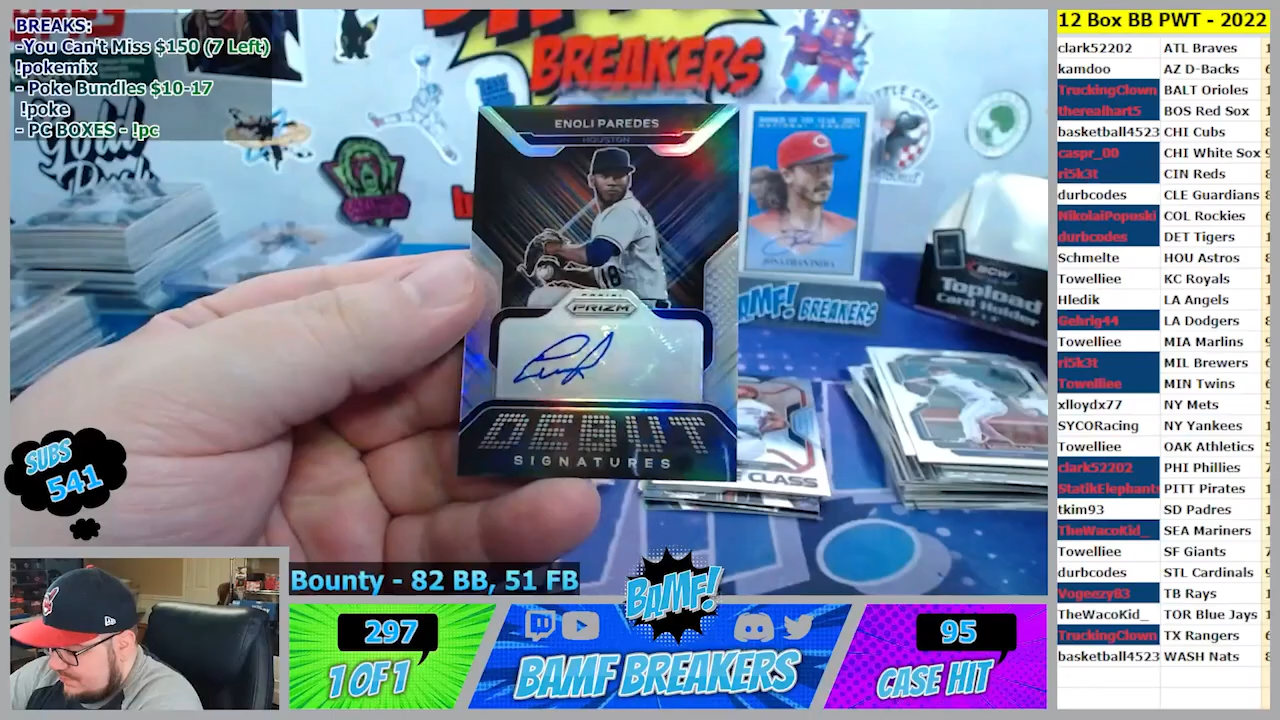 BREAKS:
-You Can't Miss $150 (7 Left)
!pokemix
- Poke Bundles $10-17
!poke
- PC BOXES - !pc
BREAKERS
ENOLI PAREDES
HOUSTON
18
PANINI
PRIZM
DEBUT
SIGNATURES
JONATHAN INDIA
BAMF! BREAKERS
BCW
Topload
Card Holder
CLASS
SUBS
541
Bounty - 82 BB, 51 FB
BAMF!
297
1 OF 1
BAMF BREAKERS
95
CASE HIT
12 Box BB PWT - 2022
clark52202 ATL Braves
kamdoo AZ D-Backs
TruckingClown BALT Orioles
therealhart5 BOS Red Sox
basketball4523 CHI Cubs
caspr_00 CHI White Sox
ri5k3t CIN Reds
durbcodes CLE Guardians
NikolaiPopuski COL Rockies
durbcodes DET Tigers
Schmelte HOU Astros
Towelliee KC Royals
Hledik LA Angels
Gehrig44 LA Dodgers
Towelliee MIA Marlins
ri5k3t MIL Brewers
Towelliee MIN Twins
xlloydx77 NY Mets
SYCORacing NY Yankees
Towelliee OAK Athletics
clark52202 PHI Phillies
StatikElephant PITT Pirates
tkim93 SD Padres
TheWacoKid_ SEA Mariners
Towelliee SF Giants
durbcodes STL Cardinals
Vogeezy83 TB Rays
TheWacoKid_ TOR Blue Jays
TruckingClown TX Rangers
basketball4523 WASH Nats